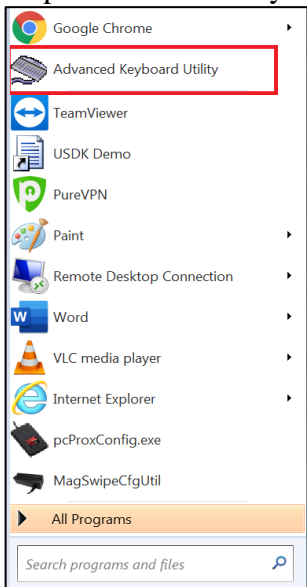 Google Chrome
Advanced Keyboard Utility
TeamViewer
USDK Demo
PureVPN
Paint
Remote Desktop Connection
W Word
VLC media player
Internet Explorer
pcProxConfig.exe
MagSwipeCfgUtil
All Programs
Search programs and files